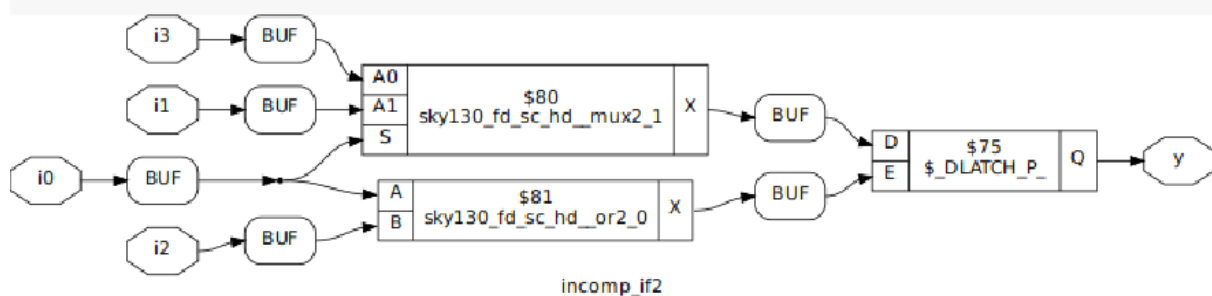 i3
BUF
i1
BUF
i0
BUF
i2
BUF
A0
A1
S
$80
sky130_fd_sc_hd__mux2_1
X
A
B
$81
sky130_fd_sc_hd__or2_0
X
BUF
BUF
D
E
$75
$_DLATCH_P_
Q
y
incomp_if2